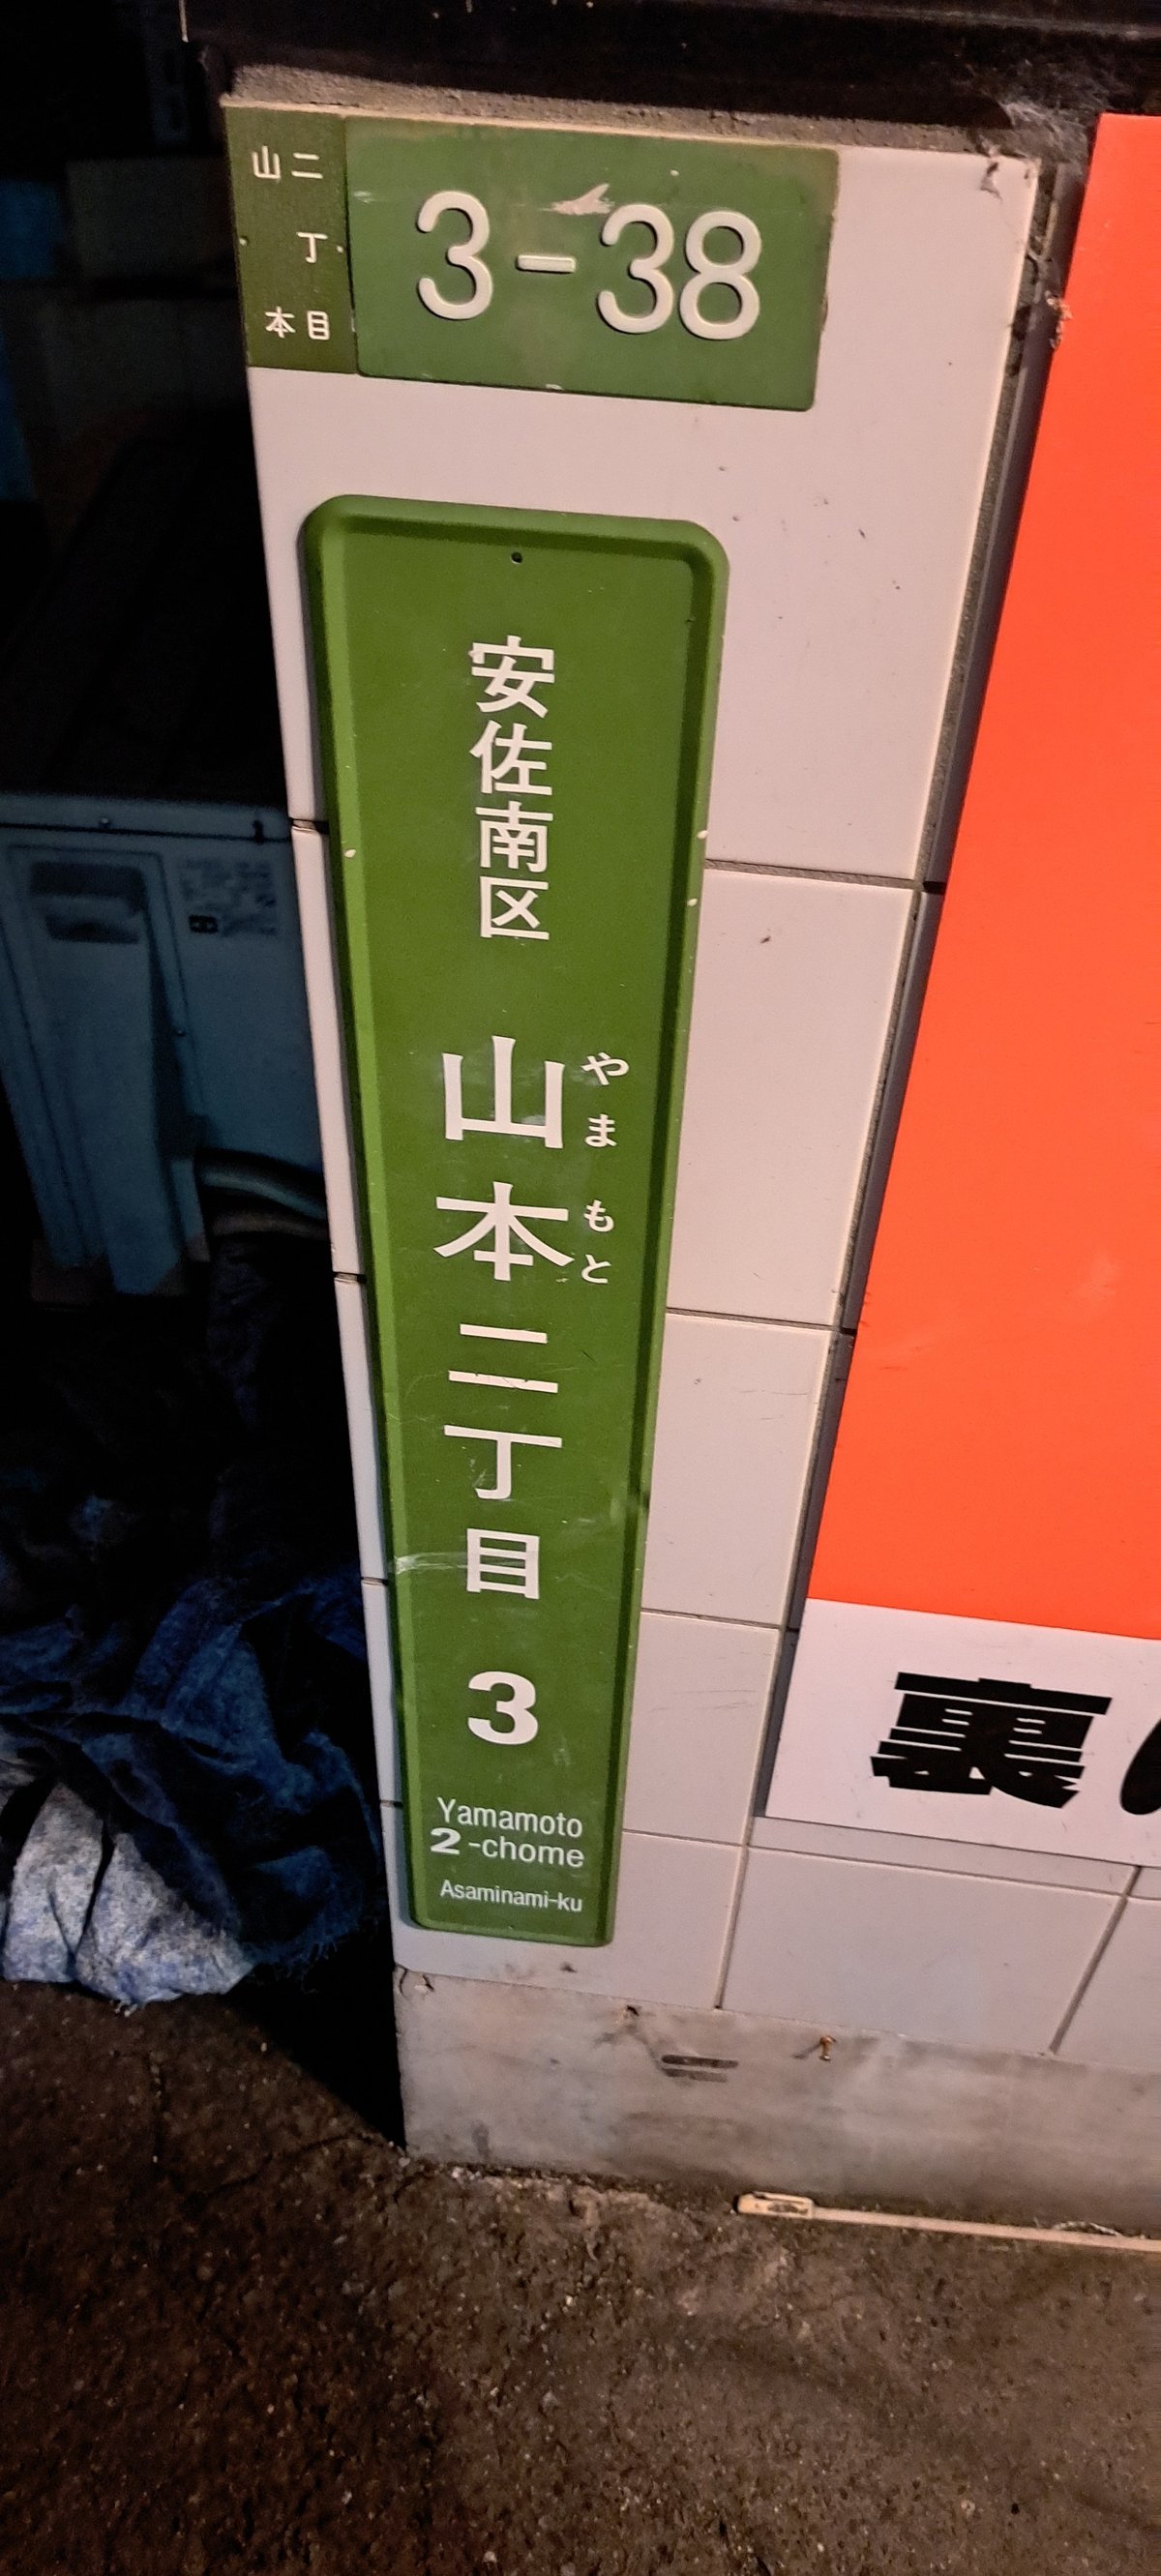 山本
二丁目
3-38
安佐南区
山本二丁目
やまもと
3
Yamamoto
2-chome
Asaminami-ku
裏